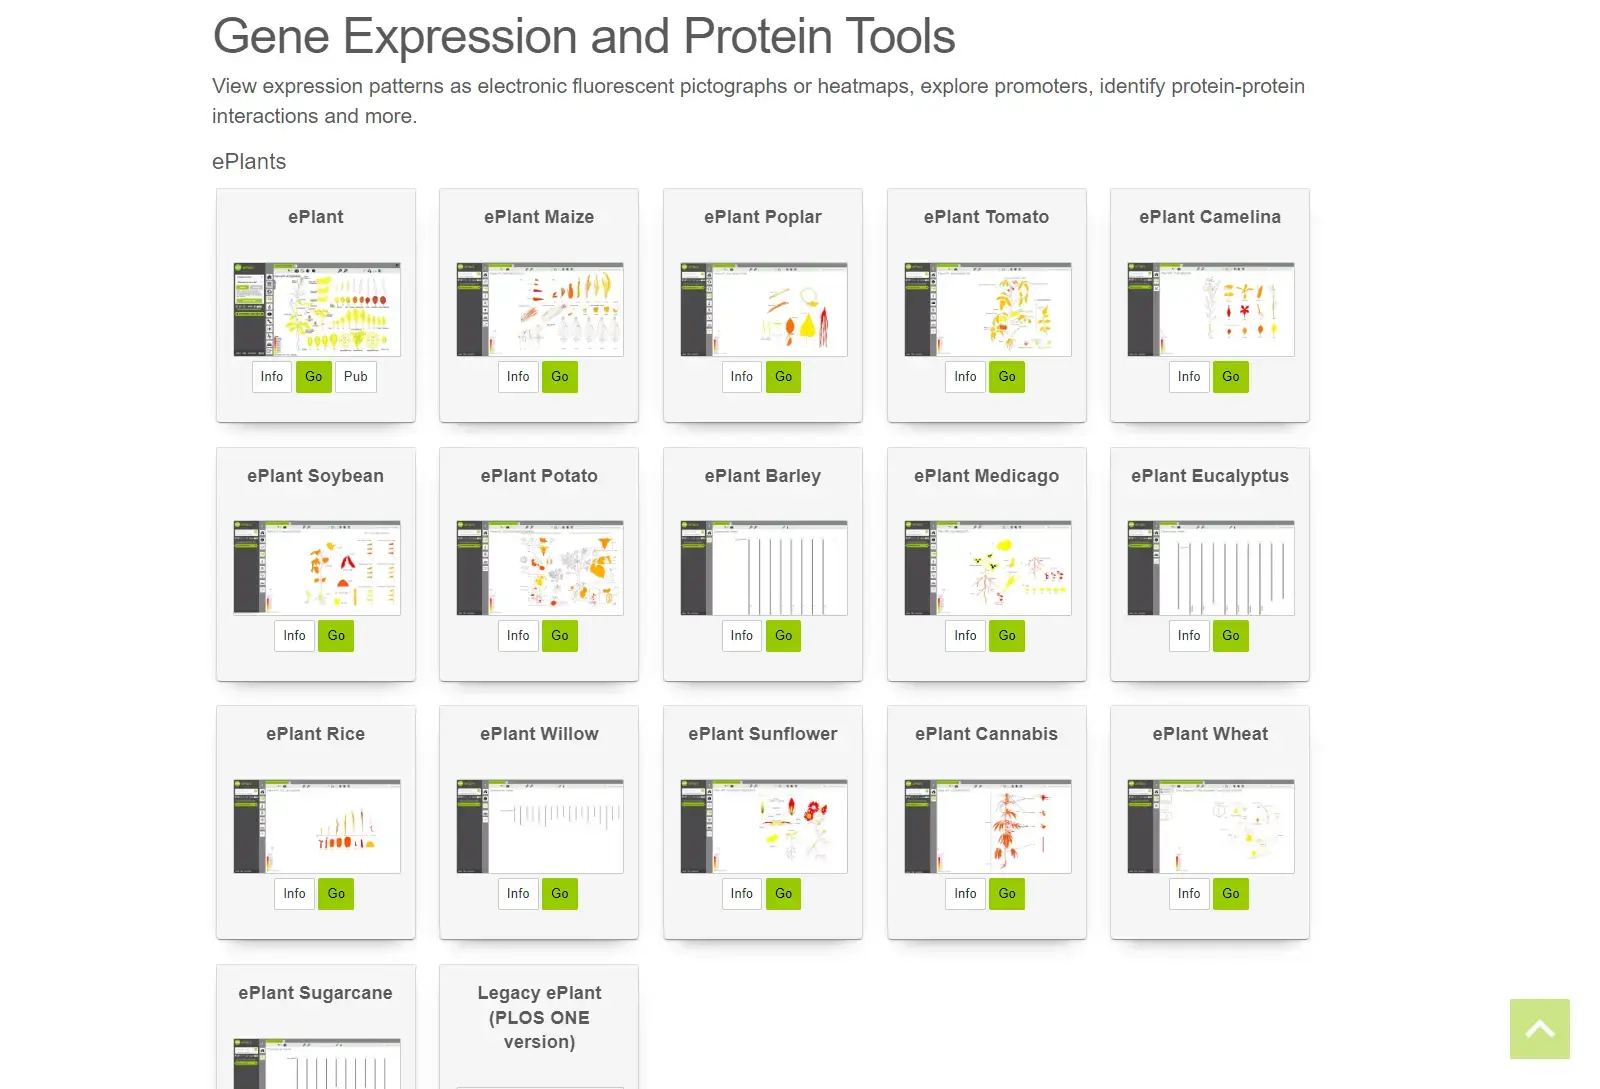 Gene Expression and Protein Tools
View expression patterns as electronic fluorescent pictographs or heatmaps, explore promoters, identify protein-protein
interactions and more.
ePlants
ePlant
Info Go Pub
ePlant Maize
Info Go
ePlant Poplar
Info Go
ePlant Tomato
Info Go
ePlant Camelina
Info Go
ePlant Soybean
Info Go
ePlant Potato
Info Go
ePlant Barley
Info Go
ePlant Medicago
Info Go
ePlant Eucalyptus
Info Go
ePlant Rice
Info Go
ePlant Willow
Info Go
ePlant Sunflower
Info Go
ePlant Cannabis
Info Go
ePlant Wheat
Info Go
ePlant Sugarcane
Legacy ePlant
(PLOS ONE
version)